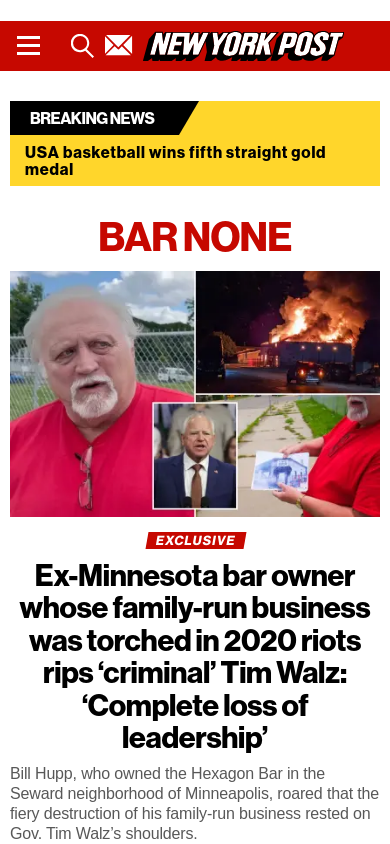 NEW YORK POST
BREAKING NEWS
USA basketball wins fifth straight gold
medal
BAR NONE
EXCLUSIVE
Ex-Minnesota bar owner
whose family-run business
was torched in 2020 riots
rips ‘criminal’ Tim Walz:
‘Complete loss of
leadership’
Bill Hupp, who owned the Hexagon Bar in the
Seward neighborhood of Minneapolis, roared that the
fiery destruction of his family-run business rested on
Gov. Tim Walz’s shoulders.